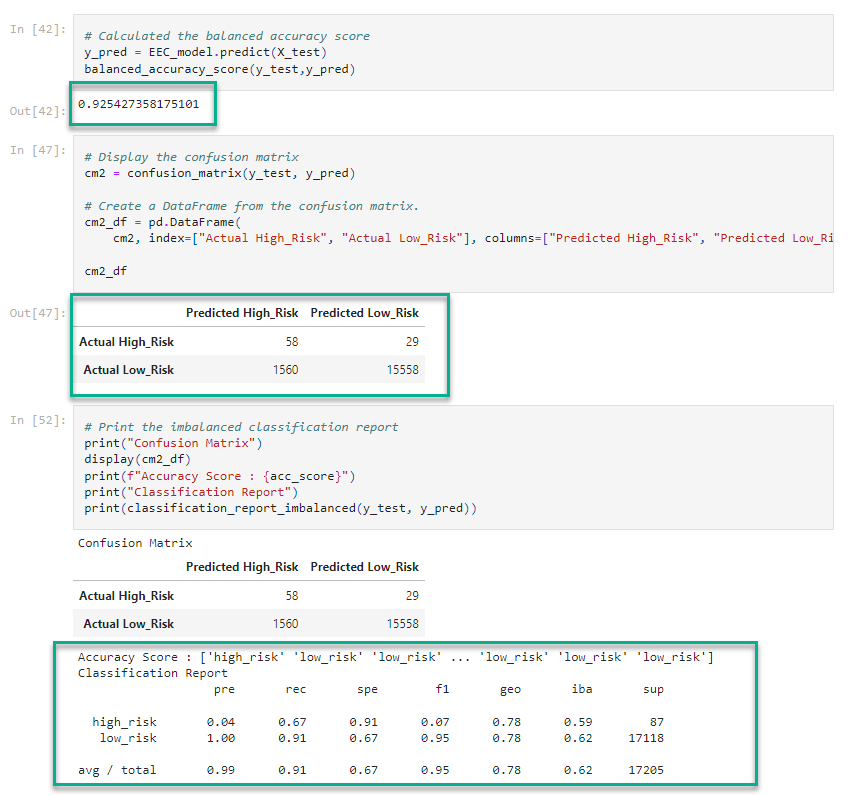 In [42]:
# Calculated the balanced accuracy score
y_pred = EEC_model.predict(X_test)
balanced_accuracy_score(y_test,y_pred)
Out[42]:
0.925427358175101
In [47]:
# Display the confusion matrix
cm2 = confusion_matrix(y_test, y_pred)
# Create a DataFrame from the confusion matrix.
cm2_df = pd.DataFrame(
cm2, index=["Actual High_Risk", "Actual Low_Risk"], columns=["Predicted High_Risk", "Predicted Low_Ri
cm2_df
Out[47]:
Predicted High_Risk Predicted Low_Risk
Actual High_Risk 58 29
Actual Low_Risk 1560 15558
In [52]:
# Print the imbalanced classification report
print("Confusion Matrix")
display(cm2_df)
print(f"Accuracy Score : {acc_score}")
print("Classification Report")
print(classification_report_imbalanced(y_test, y_pred))
Confusion Matrix
Predicted High_Risk Predicted Low_Risk
Actual High_Risk 58 29
Actual Low_Risk 1560 15558
Accuracy Score : ['high_risk' 'low_risk' 'low_risk' ... 'low_risk' 'low_risk' 'low_risk']
Classification Report
pre rec spe f1 geo iba sup
high_risk 0.04 0.67 0.91 0.07 0.78 0.59 87
low_risk 1.00 0.91 0.67 0.95 0.78 0.62 17118
avg / total 0.99 0.91 0.67 0.95 0.78 0.62 17205